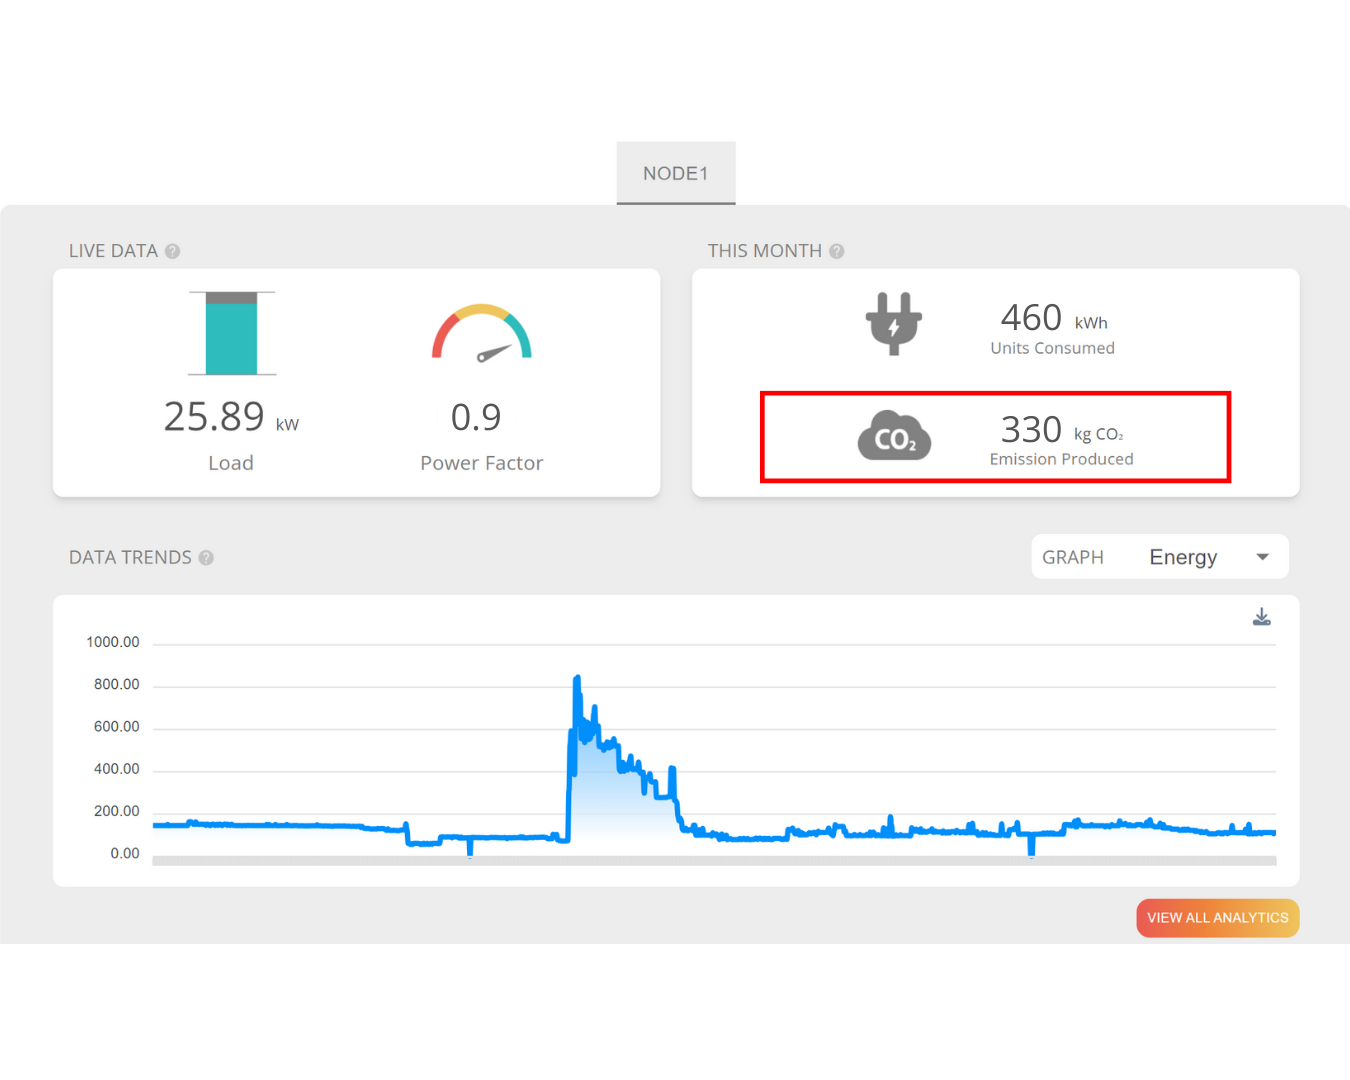 NODE1
LIVE DATA ?
25.89 kW
Load
0.9
Power Factor
THIS MONTH ?
460 kWh
Units Consumed
CO₂
330 kg CO₂
Emission Produced
DATA TRENDS ?
GRAPH Energy
1000.00
800.00
600.00
400.00
200.00
0.00
VIEW ALL ANALYTICS